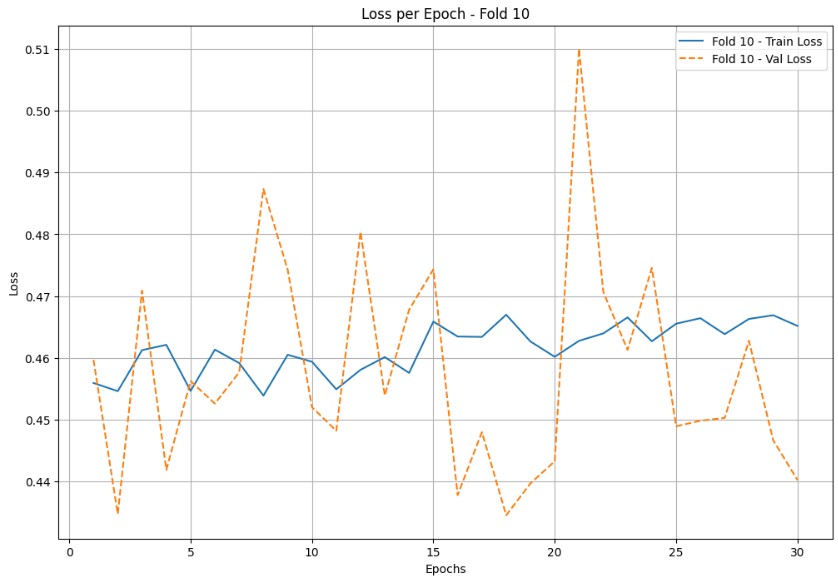 Loss per Epoch - Fold 10
Fold 10 - Train Loss
Fold 10 - Val Loss
0.51
0.50
0.49
0.48
0.47
0.46
0.45
0.44
Loss
0 5 10 15 20 25 30
Epochs